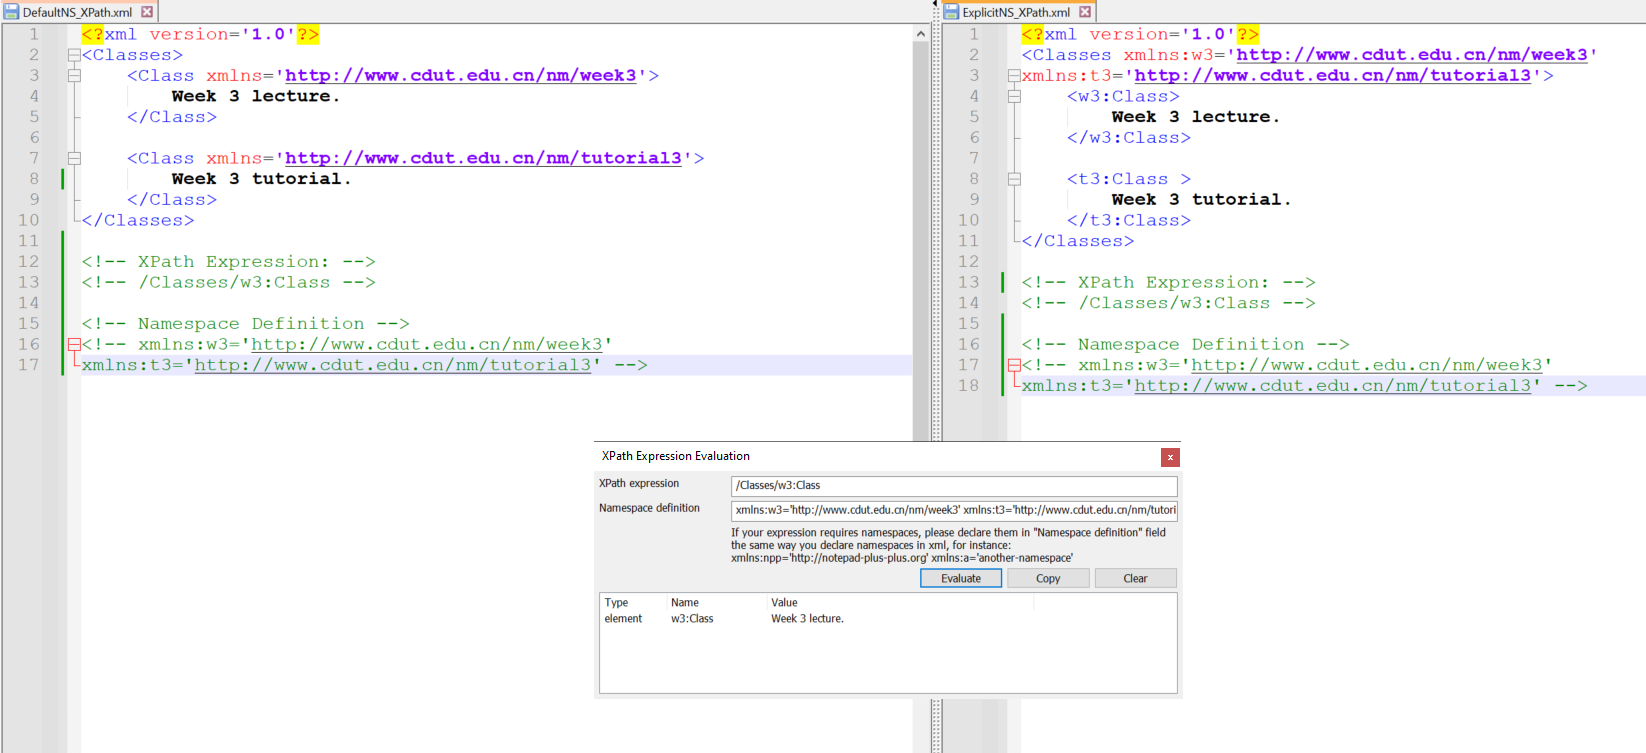 DefaultNS_XPath.xml
1 <?xml version='1.0'?>
2 <Classes>
3 <Class xmlns='http://www.cdut.edu.cn/nm/week3'>
4 Week 3 lecture.
5 </Class>
6
7 <Class xmlns='http://www.cdut.edu.cn/nm/tutorial3'>
8 Week 3 tutorial.
9 </Class>
10 </Classes>
11
12 <!-- XPath Expression: -->
13 <!-- /Classes/w3:Class -->
14
15 <!-- Namespace Definition -->
16 <!-- xmlns:w3='http://www.cdut.edu.cn/nm/week3'
17 xmlns:t3='http://www.cdut.edu.cn/nm/tutorial3' -->
ExplicitNS_XPath.xml
1 <?xml version='1.0'?>
2 <Classes xmlns:w3='http://www.cdut.edu.cn/nm/week3'
3 xmlns:t3='http://www.cdut.edu.cn/nm/tutorial3'>
4 <w3:Class>
5 Week 3 lecture.
6 </w3:Class>
7
8 <t3:Class >
9 Week 3 tutorial.
10 </t3:Class>
11 </Classes>
12
13 <!-- XPath Expression: -->
14 <!-- /Classes/w3:Class -->
15
16 <!-- Namespace Definition -->
17 <!-- xmlns:w3='http://www.cdut.edu.cn/nm/week3'
18 xmlns:t3='http://www.cdut.edu.cn/nm/tutorial3' -->
XPath Expression Evaluation x
XPath expression /Classes/w3:Class
Namespace definition xmlns:w3='http://www.cdut.edu.cn/nm/week3' xmlns:t3='http://www.cdut.edu.cn/nm/tutori
If your expression requires namespaces, please declare them in "Namespace definition" field
the same way you declare namespaces in xml, for instance:
xmlns:npp='http://notepad-plus-plus.org' xmlns:a='another-namespace'
Evaluate Copy Clear
Type Name Value
element w3:Class Week 3 lecture.